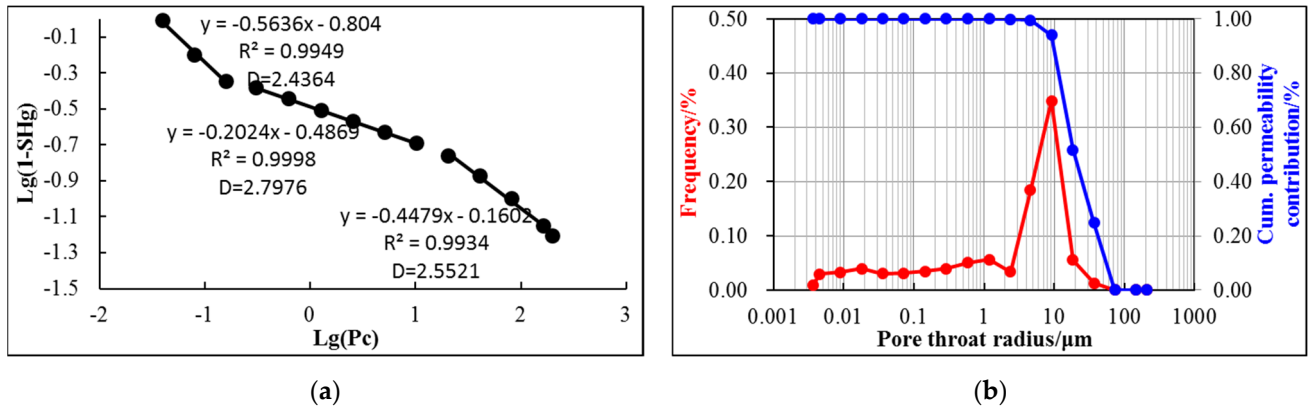 y = -0.5636x - 0.804
R² = 0.9949
D=2.4364
y = -0.2024x - 0.4869
R² = 0.9998
D=2.7976
y = -0.4479x - 0.1602
R² = 0.9934
D=2.5521
Lg(1-SHg)
-0.1
-0.3
-0.5
-0.7
-0.9
-1.1
-1.3
-1.5
-2
-1
0
1
2
3
Lg(Pc)
(a)
Frequency/%
0.50
0.40
0.30
0.20
0.10
0.00
1.00
0.80
0.60
0.40
0.20
0.00
Cum. permeability
contribution/%
0.001
0.01
0.1
1
10
100
1000
Pore throat radius/μm
(b)